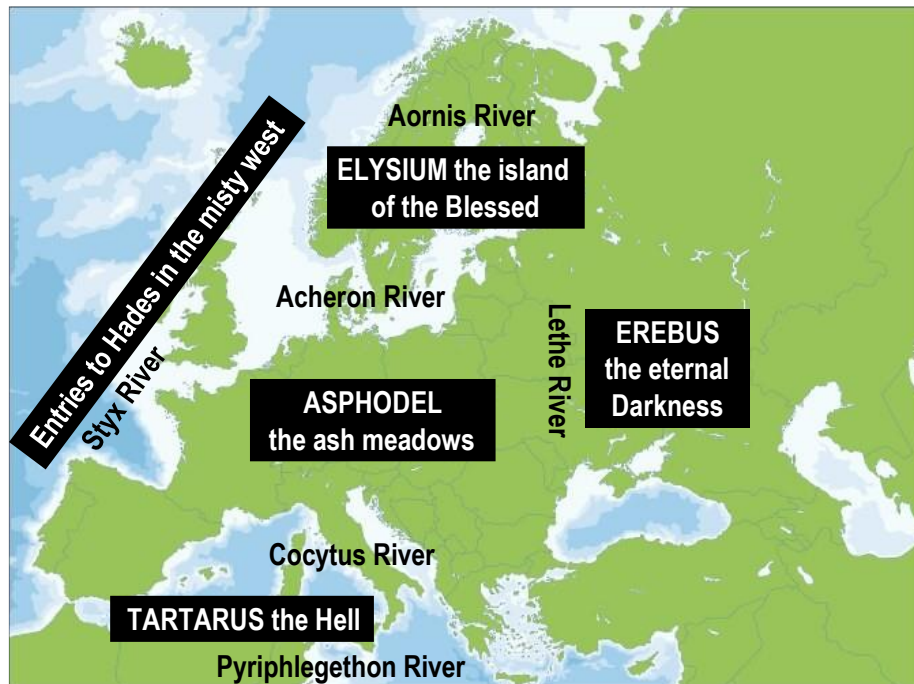 Aornis River
ELYSIUM the island
of the Blessed
Entries to Hades in the misty west
Acheron River
Styx River
Lethe River
EREBUS
the eternal
Darkness
ASPHODEL
the ash meadows
Cocytus River
TARTARUS the Hell
Pyriphlegethon River